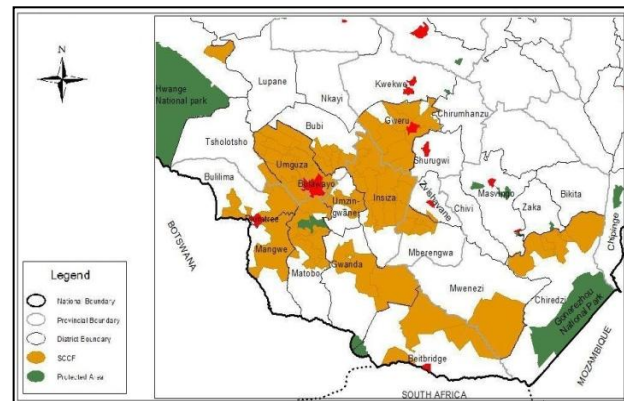 N
Hwange
National park
Lupane
Nkayi
Kwekwe
Gweru
Chirumhanzu
Bubi
Tsholotsho
Umguza
Shurugwi
Bulilima
Bulawayo
Umzin-
gwane
Insiza
Zvishavane
Chivi
Masvingo
Zaka
Bikita
Chipinge
BOTSWANA
Mangwe
Matobo
Gwanda
Mberengwa
Mwenezi
Chiredzi
Gonarezhou
National Park
Beitbridge
MOZAMBIQUE
SOUTH AFRICA
Legend
National Boundary
Provincial Boundary
District Boundary
SCCF
Protected Area